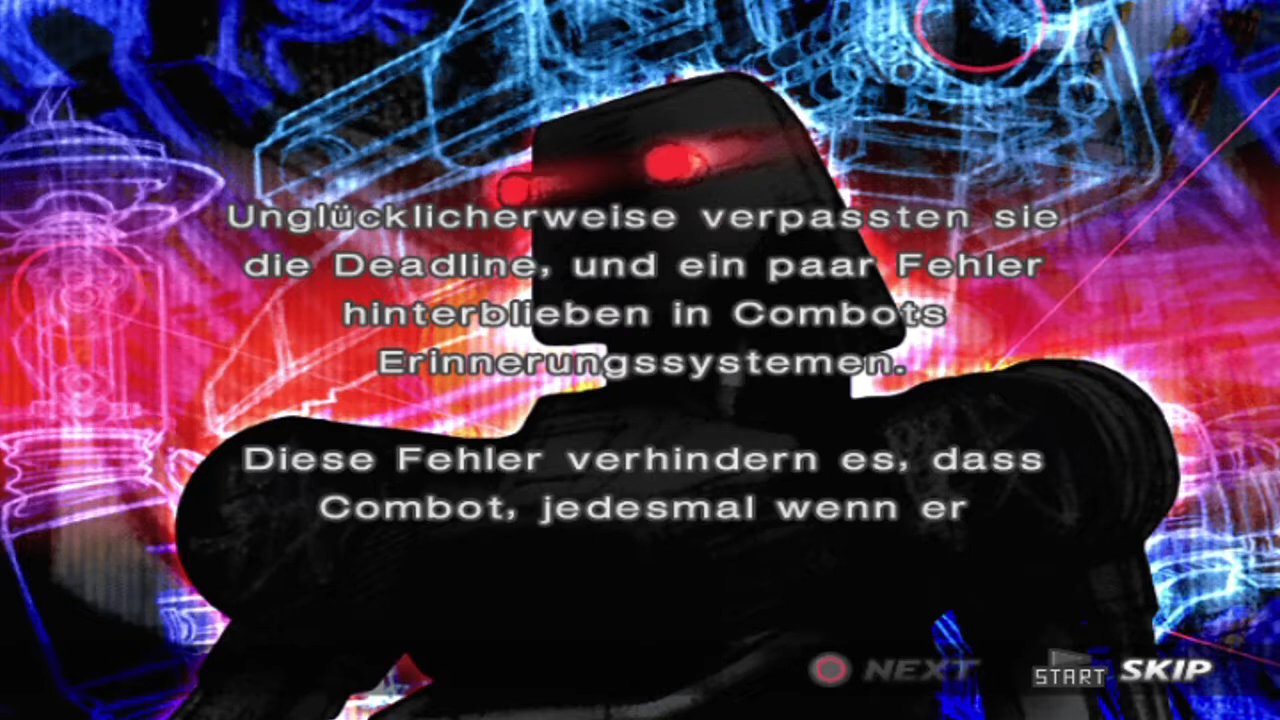 Unglücklicherweise verpassten sie
die Deadline, und ein paar Fehler
hinterblieben in Combots
Erinnerungssystemen.
Diese Fehler verhindern es, dass
Combot, jedesmal wenn er
NEXT
START SKIP